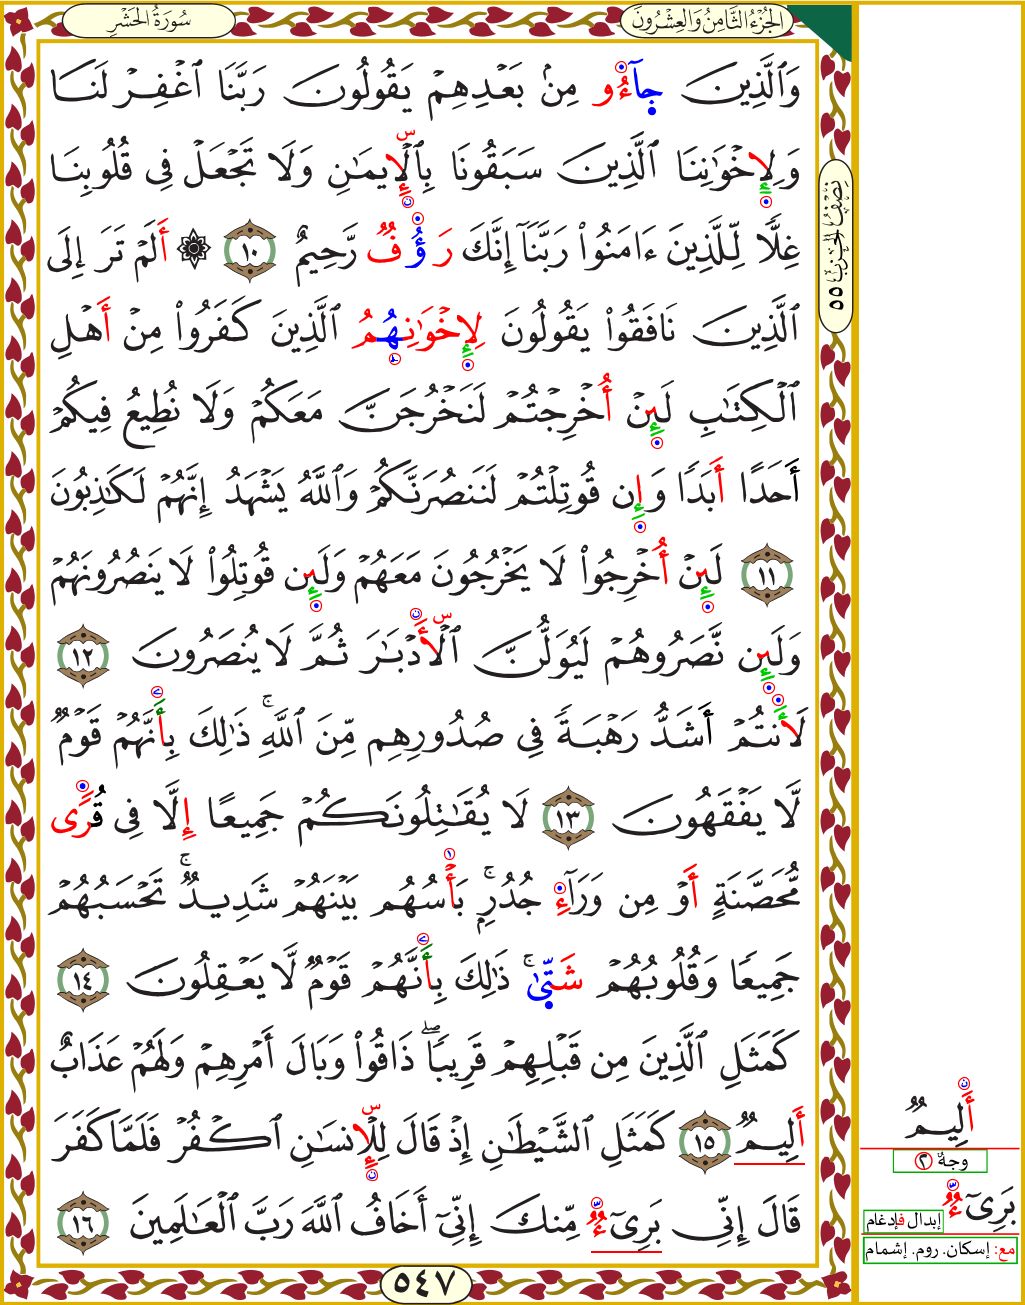 الجُزْءُ الثَّامِنُ وَالعِشْرُونَ
سُورَةُ الحَشْرِ
وَٱلَّذِينَ جَآءُو مِنۢ بَعْدِهِمْ يَقُولُونَ رَبَّنَا ٱغْفِرْ لَنَا
وَلِإِخْوَٰنِنَا ٱلَّذِينَ سَبَقُونَا بِٱلْإِيمَٰنِ وَلَا تَجْعَلْ فِى قُلُوبِنَا
غِلًّا لِّلَّذِينَ ءَامَنُوا۟ رَبَّنَآ إِنَّكَ رَؤُفٌ رَّحِيمٌ ١٠ ۞ أَلَمْ تَرَ إِلَى
ٱلَّذِينَ نَافَقُوا۟ يَقُولُونَ لِإِخْوَٰنِهِمُ ٱلَّذِينَ كَفَرُوا۟ مِنْ أَهْلِ
ٱلْكِتَٰبِ لَئِنْ أُخْرِجْتُمْ لَنَخْرُجَنَّ مَعَكُمْ وَلَا نُطِيعُ فِيكُمْ
أَحَدًا أَبَدًا وَإِن قُوتِلْتُمْ لَنَنصُرَنَّكُمْ وَٱللَّهُ يَشْهَدُ إِنَّهُمْ لَكَٰذِبُونَ
١١ لَئِنْ أُخْرِجُوا۟ لَا يَخْرُجُونَ مَعَهُمْ وَلَئِن قُوتِلُوا۟ لَا يَنصُرُونَهُمْ
وَلَئِن نَّصَرُوهُمْ لَيُوَلُّنَّ ٱلْأَدْبَٰرَ ثُمَّ لَا يُنصَرُونَ ١٢
لَأَنتُمْ أَشَدُّ رَهْبَةً فِى صُدُورِهِم مِّنَ ٱللَّهِ ۚ ذَٰلِكَ بِأَنَّهُمْ قَوْمٌ
لَّا يَفْقَهُونَ ١٣ لَا يُقَٰتِلُونَكُمْ جَمِيعًا إِلَّا فِى قُرًى
مُّحَصَّنَةٍ أَوْ مِن وَرَآءِ جُدُرٍۭ ۚ بَأْسُهُم بَيْنَهُمْ شَدِيدٌ ۚ تَحْسَبُهُمْ
جَمِيعًا وَقُلُوبُهُمْ شَتَّىٰ ۚ ذَٰلِكَ بِأَنَّهُمْ قَوْمٌ لَّا يَعْقِلُونَ ١٤
كَمَثَلِ ٱلَّذِينَ مِن قَبْلِهِمْ قَرِيبًا ۖ ذَاقُوا۟ وَبَالَ أَمْرِهِمْ وَلَهُمْ عَذَابٌ
أَلِيمٌ ١٥ كَمَثَلِ ٱلشَّيْطَٰنِ إِذْ قَالَ لِلْإِنسَٰنِ ٱكْفُرْ فَلَمَّا كَفَرَ
قَالَ إِنِّى بَرِىٓءٌ مِّنكَ إِنِّىٓ أَخَافُ ٱللَّهَ رَبَّ ٱلْعَٰلَمِينَ ١٦
٥٤٧
نِصْفُ الحِزْبِ ٥٥
أَلِيمٌ
وجهٌ ٢
بَرِىٓءٌ
إبدال فإدغام
مع: إسكان. روم. إشمام